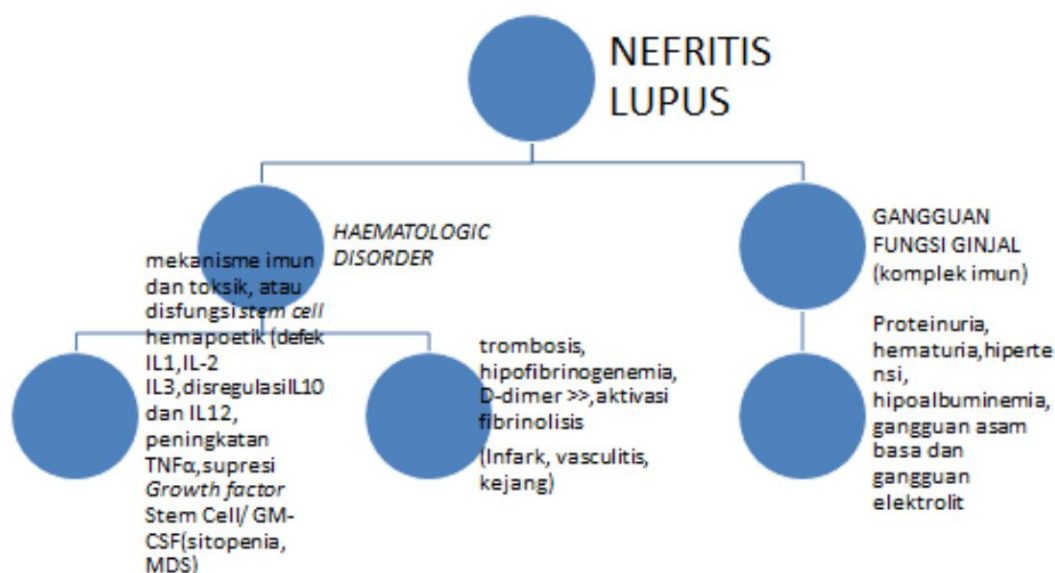 NEFRITIS
LUPUS
HAEMATOLOGIC
DISORDER
GANGGUAN
FUNGSI GINJAL
(komplek imun)
mekanisme imun
dan toksik, atau
disfungsi stem cell
hemapoetik (defek
IL1,IL-2
IL3,disregulasiIL10
dan IL12,
peningkatan
TNFα,supresi
Growth factor
Stem Cell/ GM-
CSF(sitopenia,
MDS)
trombosis,
hipofibrinogenemia,
D-dimer >>,aktivasi
fibrinolisis
(Infark, vasculitis,
kejang)
Proteinuria,
hematuria,hiperte
nsi,
hipoalbuminemia,
gangguan asam
basa dan
gangguan
elektrolit